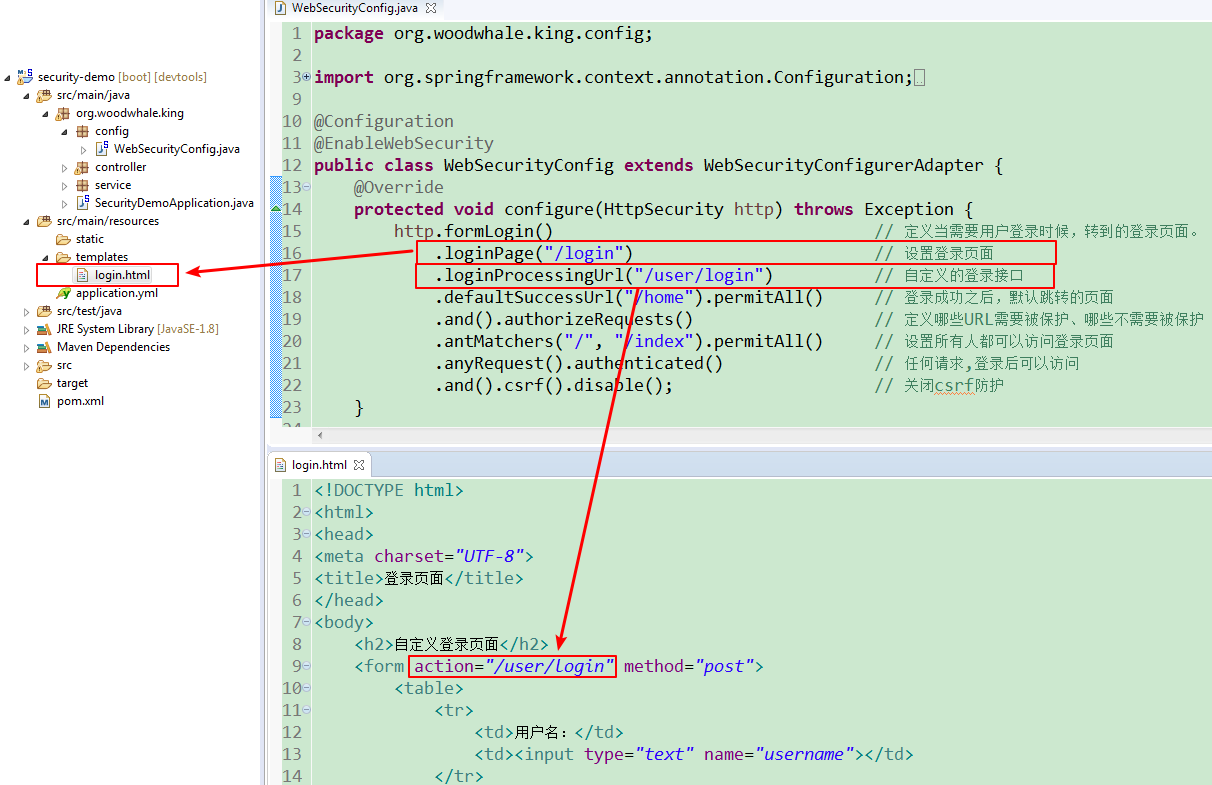 security-demo [boot] [devtools]
src/main/java
org.woodwhale.king
config
WebSecurityConfig.java
controller
service
SecurityDemoApplication.java
src/main/resources
static
templates
login.html
application.yml
src/test/java
JRE System Library [JavaSE-1.8]
Maven Dependencies
src
target
pom.xml
WebSecurityConfig.java
1 package org.woodwhale.king.config;
2
3 import org.springframework.context.annotation.Configuration;
9
10 @Configuration
11 @EnableWebSecurity
12 public class WebSecurityConfig extends WebSecurityConfigurerAdapter {
13 @Override
14 protected void configure(HttpSecurity http) throws Exception {
15 http.formLogin() // 定义当需要用户登录时候，转到的登录页面。
16 .loginPage("/login") // 设置登录页面
17 .loginProcessingUrl("/user/login") // 自定义的登录接口
18 .defaultSuccessUrl("/home").permitAll() // 登录成功之后，默认跳转的页面
19 .and().authorizeRequests() // 定义哪些URL需要被保护、哪些不需要被保护
20 .antMatchers("/", "/index").permitAll() // 设置所有人都可以访问登录页面
21 .anyRequest().authenticated() // 任何请求,登录后可以访问
22 .and().csrf().disable(); // 关闭csrf防护
23 }
24
login.html
1 <!DOCTYPE html>
2 <html>
3 <head>
4 <meta charset="UTF-8">
5 <title>登录页面</title>
6 </head>
7 <body>
8 <h2>自定义登录页面</h2>
9 <form action="/user/login" method="post">
10 <table>
11 <tr>
12 <td>用户名：</td>
13 <td><input type="text" name="username"></td>
14 </tr>